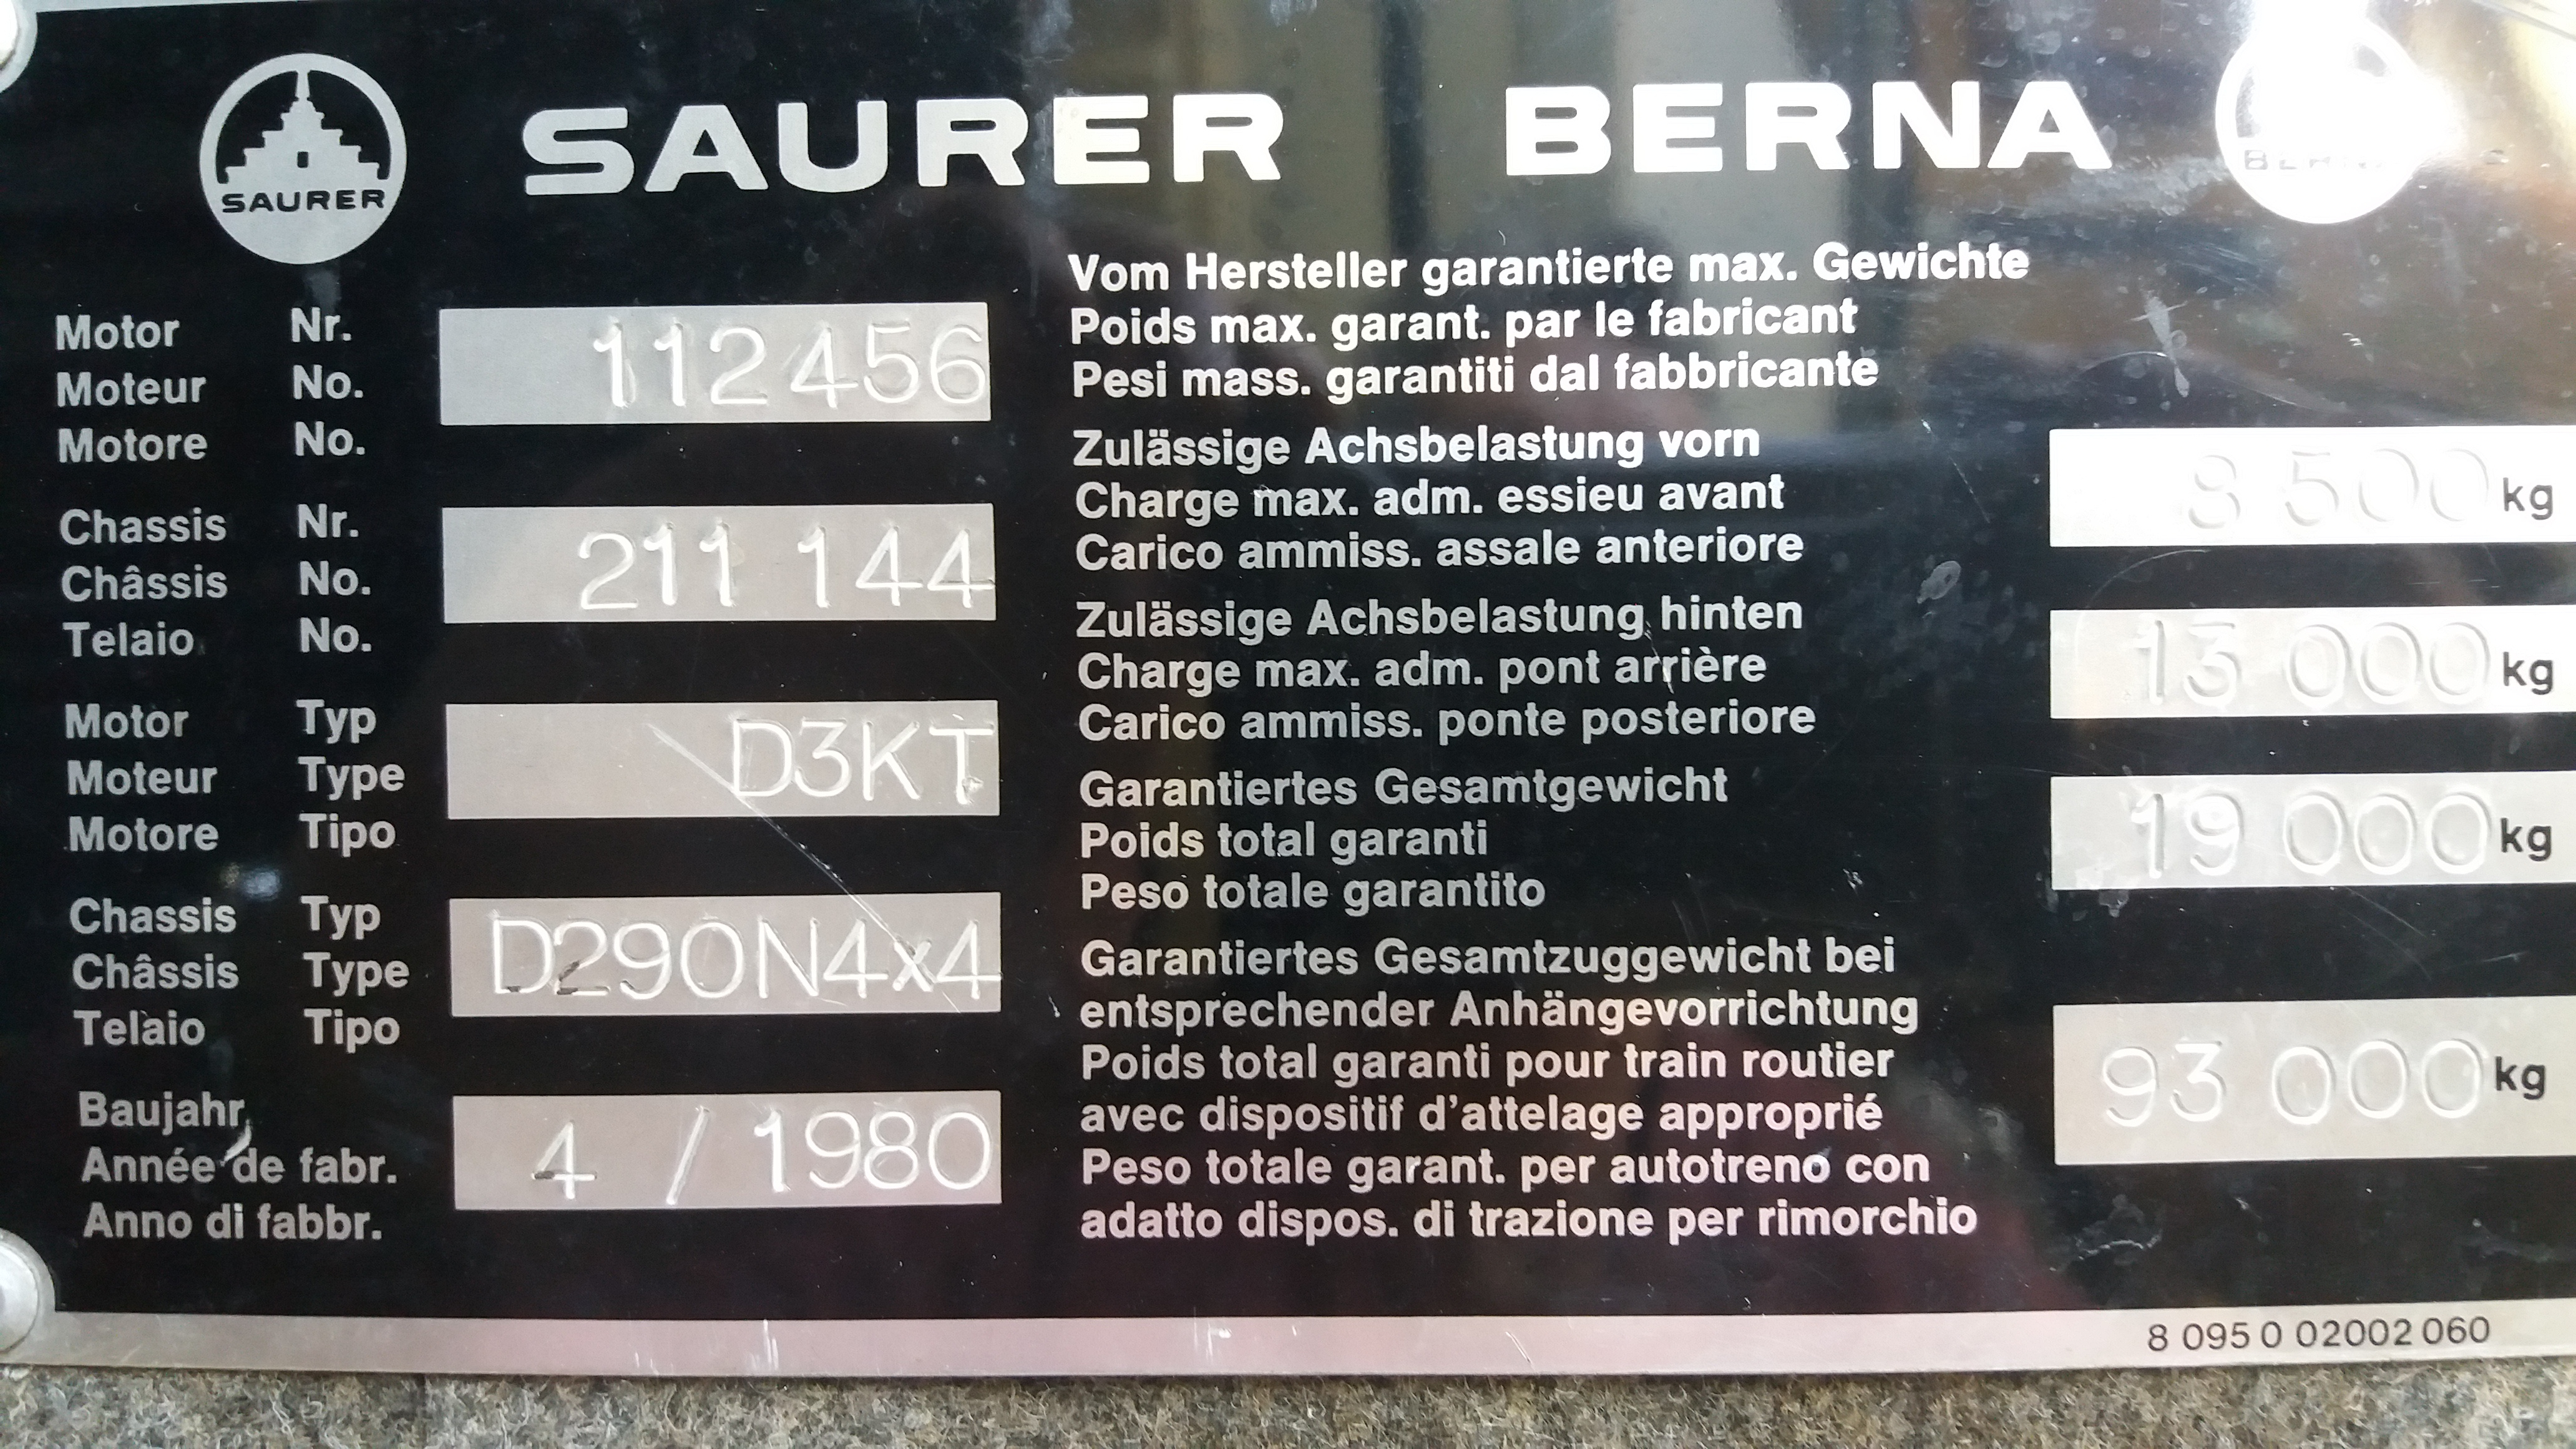 SAURER
SAURER BERNA
BERNA
Motor Nr.
Moteur No.
Motore No.
112456
Chassis Nr.
Châssis No.
Telaio No.
211 144
Motor Typ
Moteur Type
Motore Tipo
D3KT
Chassis Typ
Châssis Type
Telaio Tipo
D290N4x4
Baujahr
Année de fabr.
Anno di fabbr.
4 / 1980
Vom Hersteller garantierte max. Gewichte
Poids max. garant. par le fabricant
Pesi mass. garantiti dal fabbricante
Zulässige Achsbelastung vorn
Charge max. adm. essieu avant
Carico ammiss. assale anteriore
8 500 kg
Zulässige Achsbelastung hinten
Charge max. adm. pont arrière
Carico ammiss. ponte posteriore
13 000 kg
Garantiertes Gesamtgewicht
Poids total garanti
Peso totale garantito
19 000 kg
Garantiertes Gesamtzuggewicht bei
entsprechender Anhängevorrichtung
Poids total garanti pour train routier
avec dispositif d'attelage approprié
Peso totale garant. per autotreno con
adatto dispos. di trazione per rimorchio
93 000 kg
8 095 0 02002 060